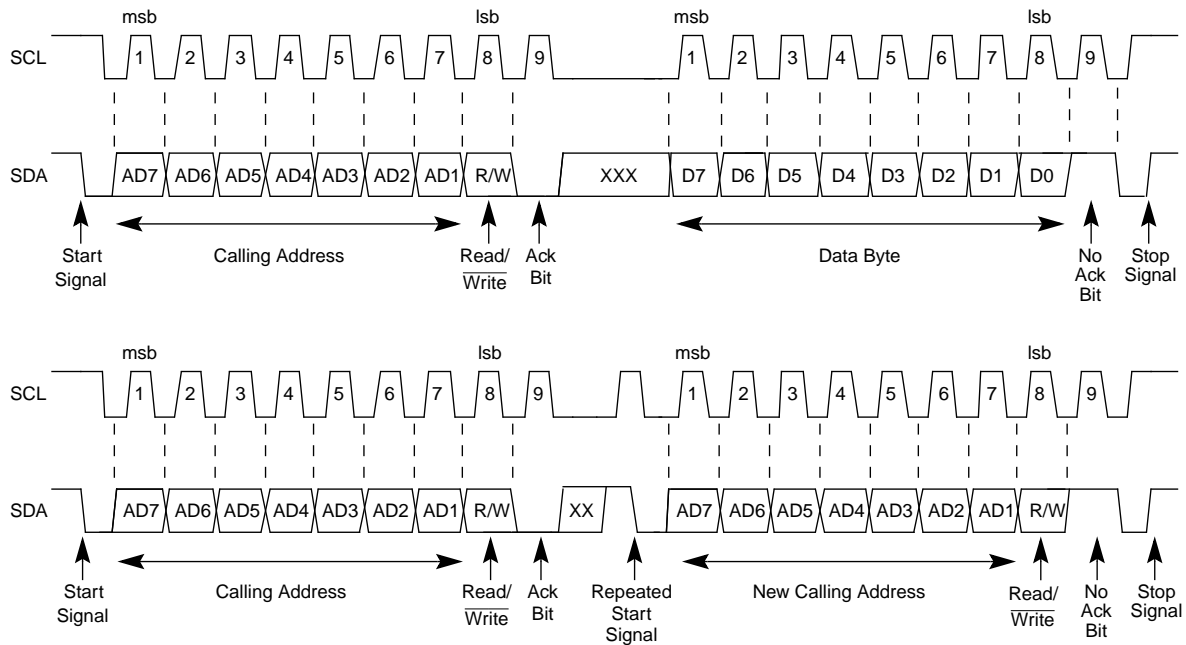 msb lsb msb lsb
SCL 1 2 3 4 5 6 7 8 9 1 2 3 4 5 6 7 8 9
SDA AD7 AD6 AD5 AD4 AD3 AD2 AD1 R/W XXX D7 D6 D5 D4 D3 D2 D1 D0
Start Signal
Calling Address
Read/ Write
Ack Bit
Data Byte
No Ack Bit
Stop Signal
msb lsb msb lsb
SCL 1 2 3 4 5 6 7 8 9 1 2 3 4 5 6 7 8 9
SDA AD7 AD6 AD5 AD4 AD3 AD2 AD1 R/W XX AD7 AD6 AD5 AD4 AD3 AD2 AD1 R/W
Start Signal
Calling Address
Read/ Write
Ack Bit
Repeated Start Signal
New Calling Address
Read/ Write
No Ack Bit
Stop Signal